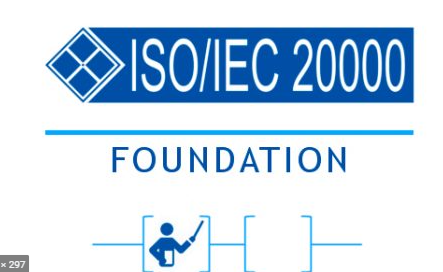 ISO/IEC 20000
FOUNDATION
× 297